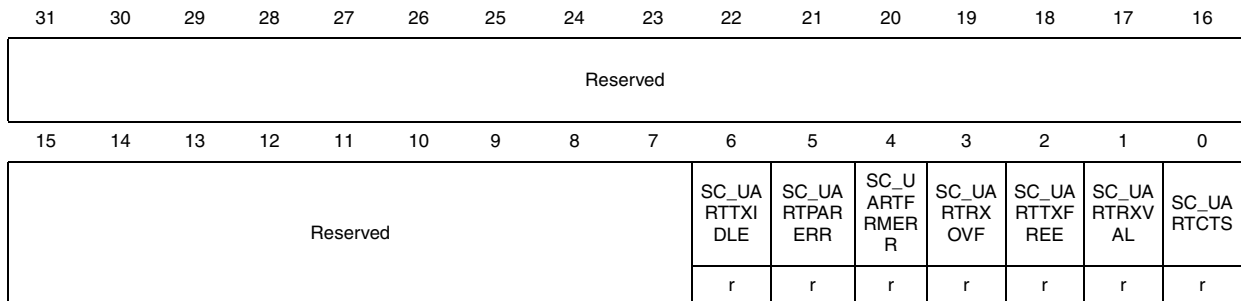 31 30 29 28 27 26 25 24 23 22 21 20 19 18 17 16
Reserved
15 14 13 12 11 10 9 8 7 6 5 4 3 2 1 0
Reserved
SC_UA
RTTXI
DLE
SC_UA
RTPAR
ERR
SC_U
ARTF
RMER
R
SC_UA
RTRX
OVF
SC_UA
RTTXF
REE
SC_UA
RTRXV
AL
SC_UA
RTCTS
r r r r r r r